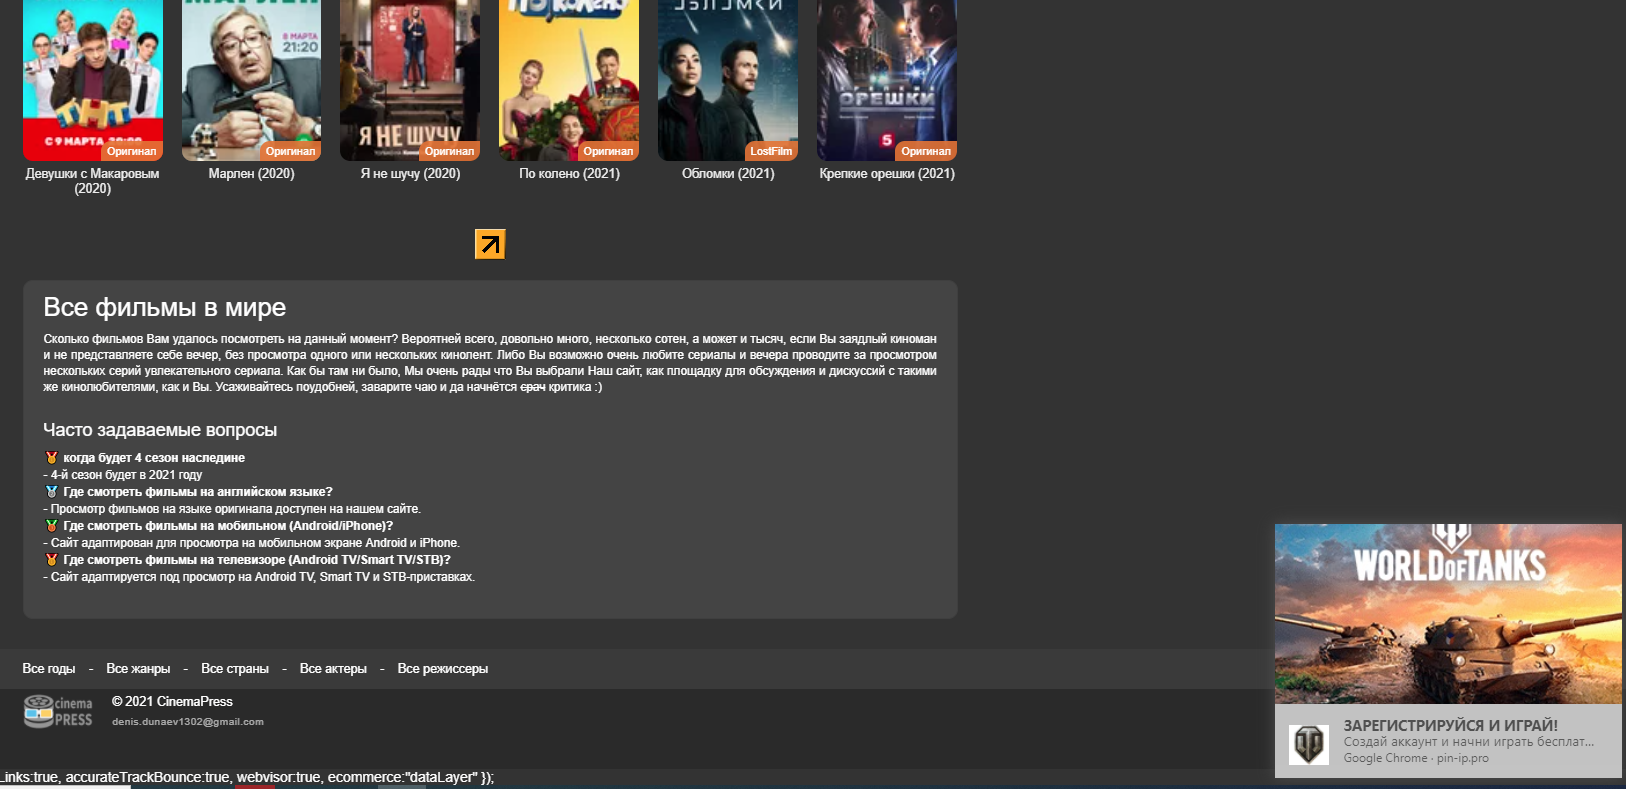 8 МАРТА
21:20
ТНТ
С 9 МАРТА
Я НЕ ШУЧУ
ПО КОЛЕНО
ОБЛОМКИ
ОРЕШКИ
5
Оригинал
Оригинал
Оригинал
Оригинал
LostFilm
Оригинал
Девушки с Макаровым (2020)
Марлен (2020)
Я не шучу (2020)
По колено (2021)
Обломки (2021)
Крепкие орешки (2021)
Все фильмы в мире
Сколько фильмов Вам удалось посмотреть на данный момент? Вероятней всего, довольно много, несколько сотен, а может и тысяч, если Вы заядлый киноман
и не представляете себе вечер, без просмотра одного или нескольких кинолент. Либо Вы возможно очень любите сериалы и вечера проводите за просмотром
нескольких серий увлекательного сериала. Как бы там ни было, Мы очень рады что Вы выбрали Наш сайт, как площадку для обсуждения и дискуссий с такими
же кинолюбителями, как и Вы. Усаживайтесь поудобней, заварите чаю и да начнётся срач критика :)
Часто задаваемые вопросы
когда будет 4 сезон наследине
- 4-й сезон будет в 2021 году
Где смотреть фильмы на английском языке?
- Просмотр фильмов на языке оригинала доступен на нашем сайте.
Где смотреть фильмы на мобильном (Android/iPhone)?
- Сайт адаптирован для просмотра на мобильном экране Android и iPhone.
Где смотреть фильмы на телевизоре (Android TV/Smart TV/STB)?
- Сайт адаптируется под просмотр на Android TV, Smart TV и STB-приставках.
WORLD OF TANKS
Все годы - Все жанры - Все страны - Все актеры - Все режиссеры
cinema
PRESS
© 2021 CinemaPress
denis.dunaev1302@gmail.com
ЗАРЕГИСТРИРУЙСЯ И ИГРАЙ!
Создай аккаунт и начни играть бесплат...
Google Chrome · pin-ip.pro
Links:true, accurateTrackBounce:true, webvisor:true, ecommerce:"dataLayer" });